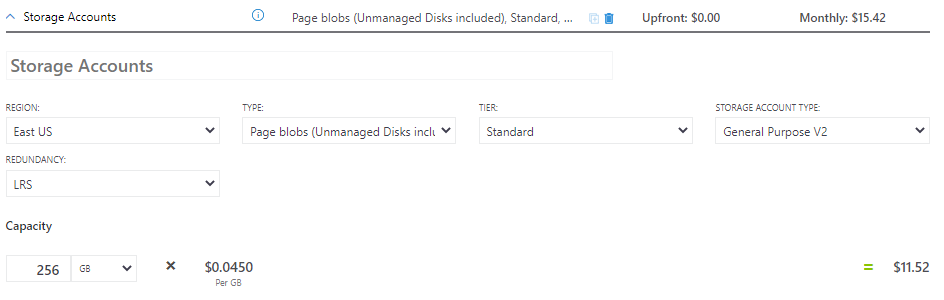 Storage Accounts Page blobs (Unmanaged Disks included), Standard, ... Upfront: $0.00 Monthly: $15.42
Storage Accounts
REGION: TYPE: TIER: STORAGE ACCOUNT TYPE:
East US Page blobs (Unmanaged Disks inclu Standard General Purpose V2
REDUNDANCY:
LRS
Capacity
256 GB × $0.0450 = $11.52
Per GB